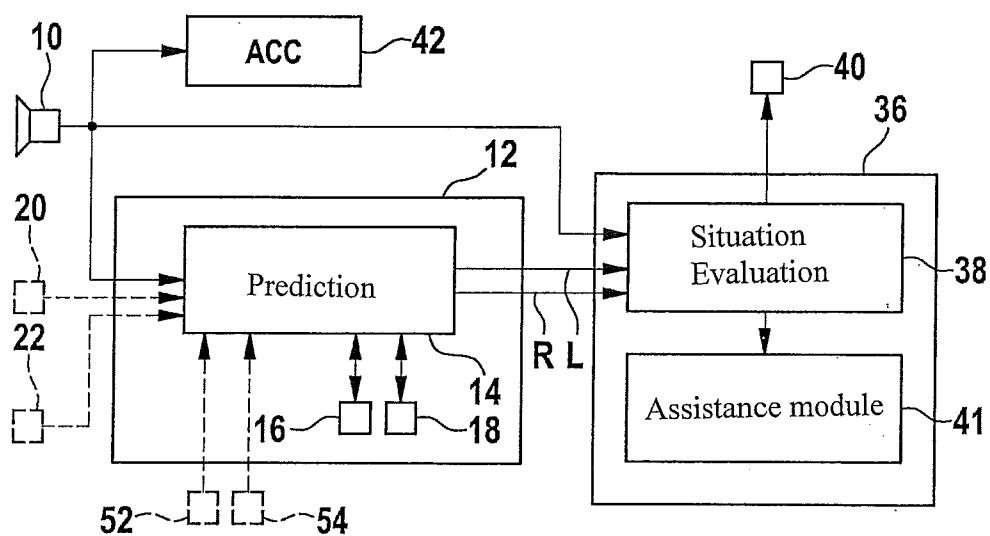 10
ACC
42
40
36
12
20
Prediction
Situation
Evaluation
38
22
R
L
14
16
18
Assistance module
41
52
54